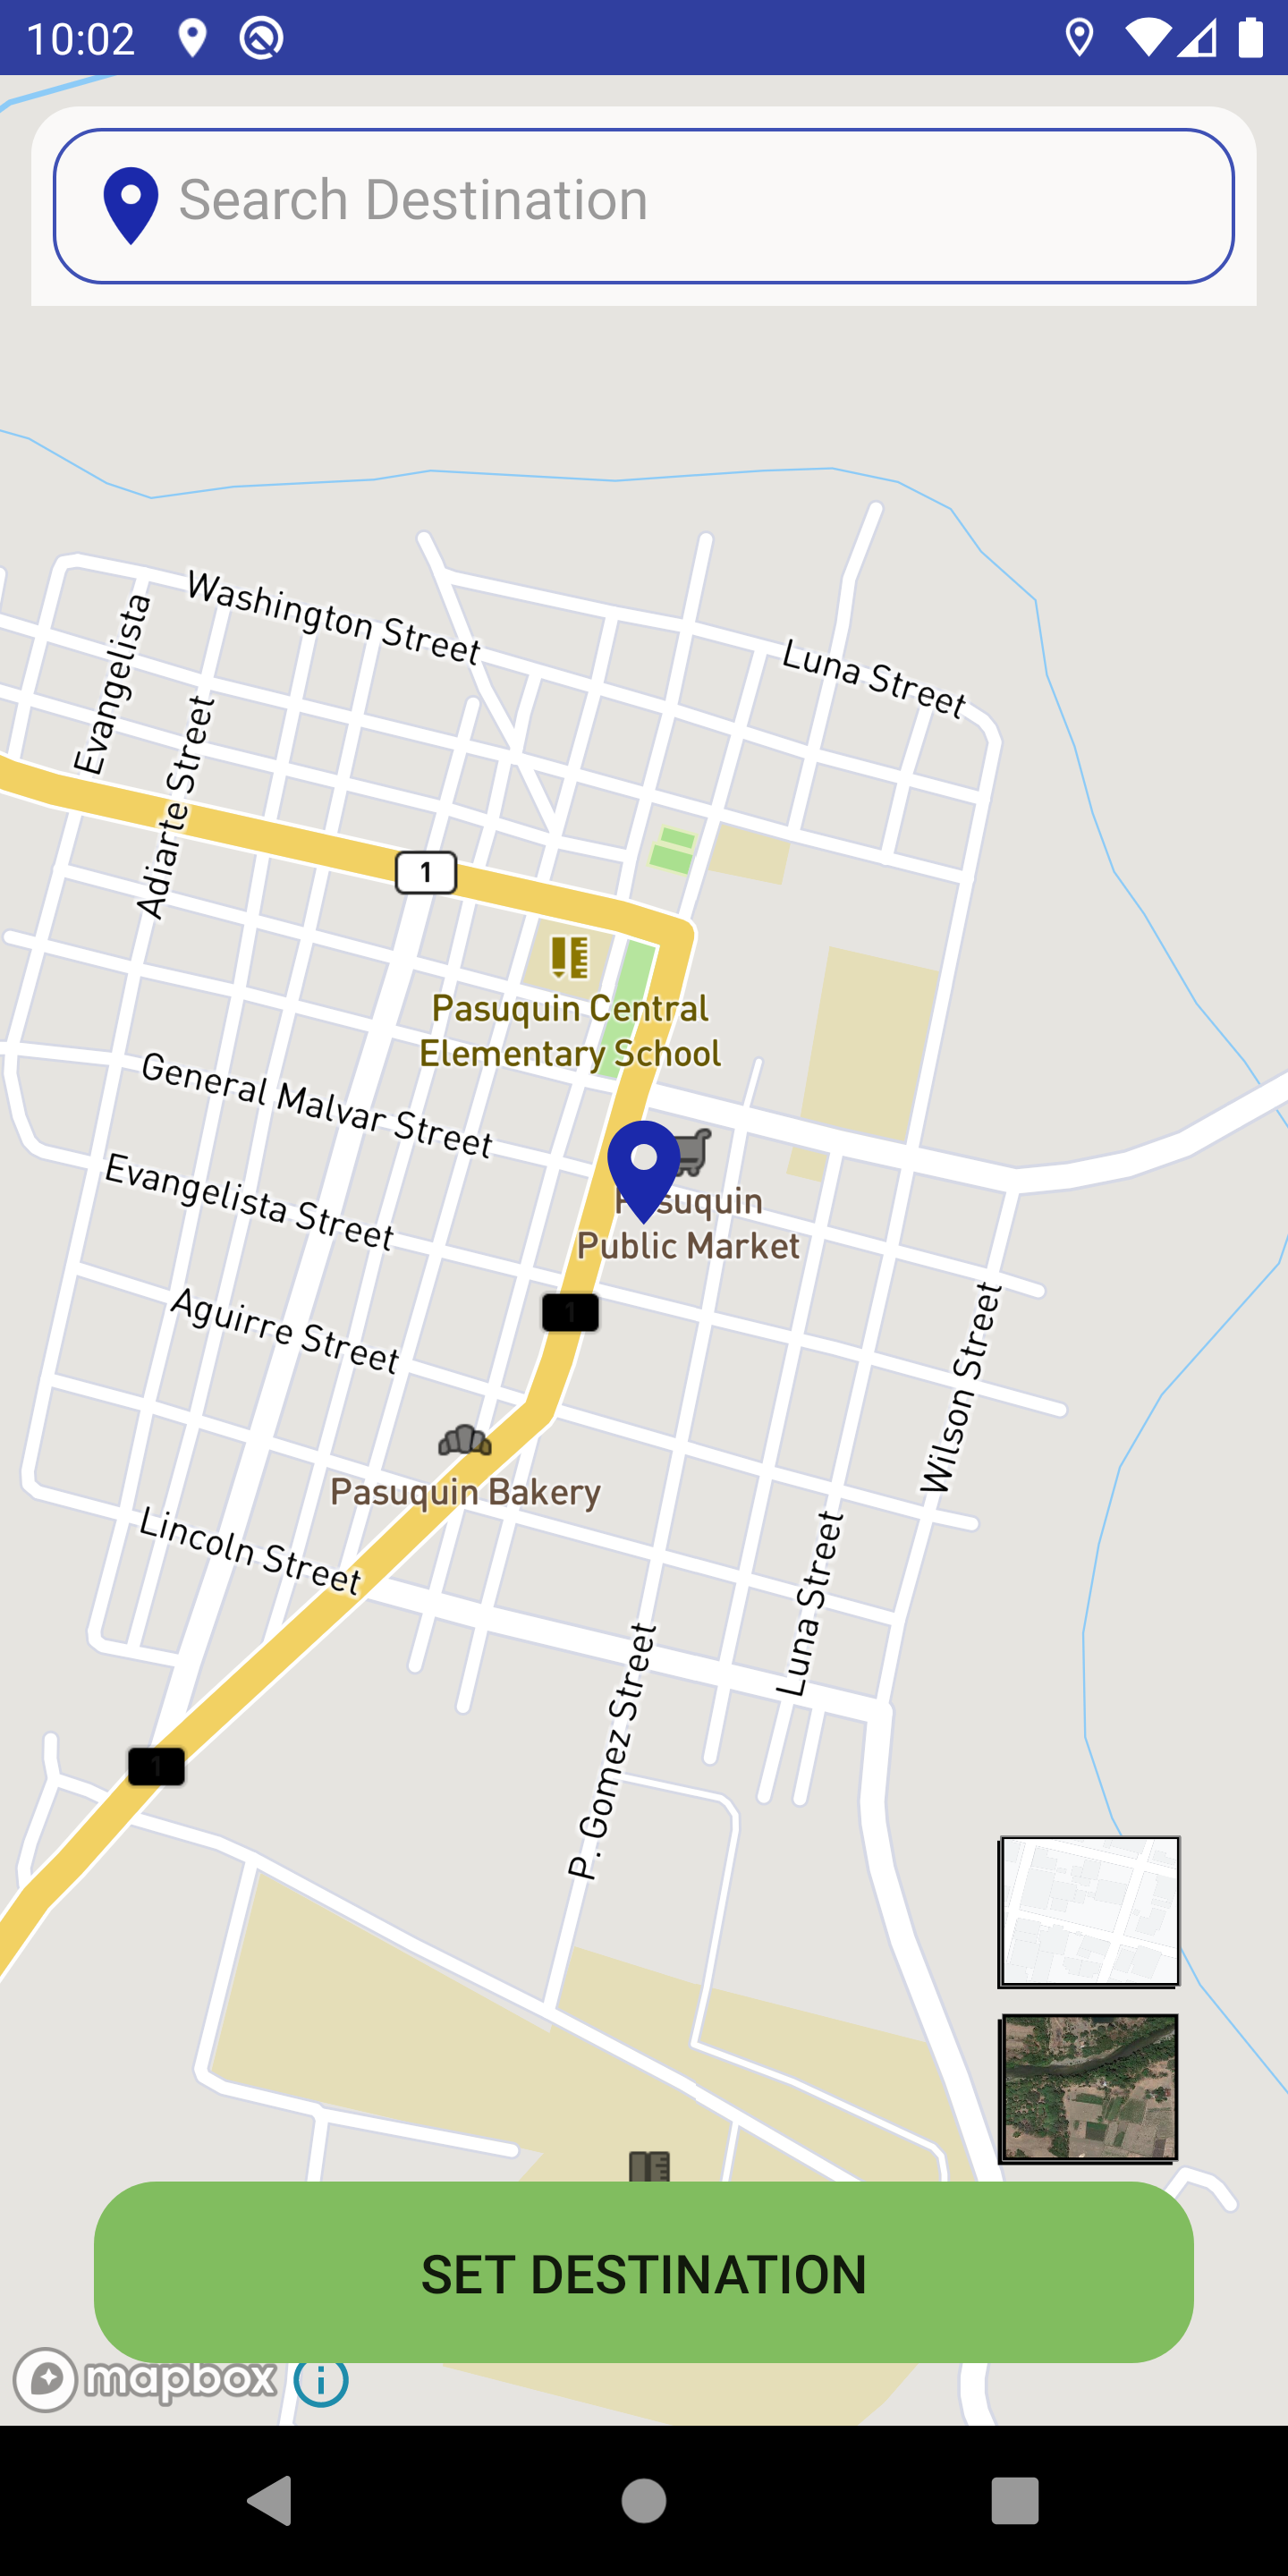 10:02
Search Destination
Washington Street
Luna Street
Evangelista
Adiarte Street
1
Pasuquin Central
Elementary School
General Malvar Street
Evangelista Street
Pasuquin
Public Market
1
Aguirre Street
Wilson Street
Pasuquin Bakery
Lincoln Street
Luna Street
P. Gomez Street
1
SET DESTINATION
mapbox